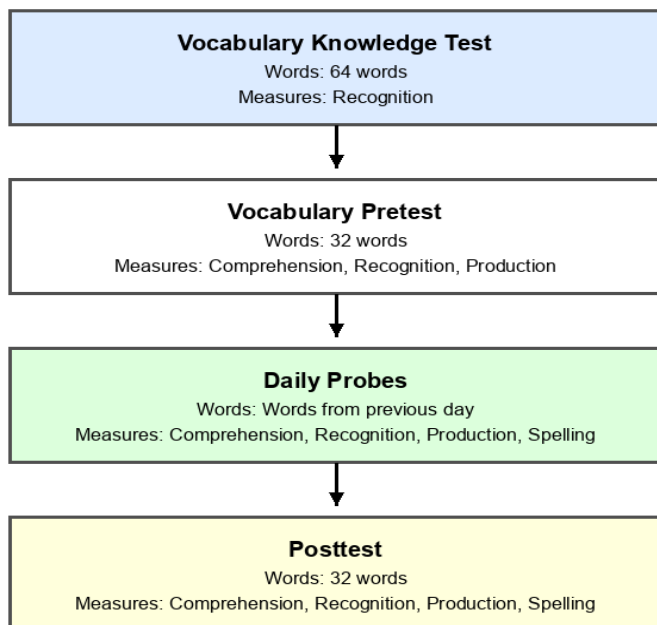 Vocabulary Knowledge Test
Words: 64 words
Measures: Recognition
Vocabulary Pretest
Words: 32 words
Measures: Comprehension, Recognition, Production
Daily Probes
Words: Words from previous day
Measures: Comprehension, Recognition, Production, Spelling
Posttest
Words: 32 words
Measures: Comprehension, Recognition, Production, Spelling